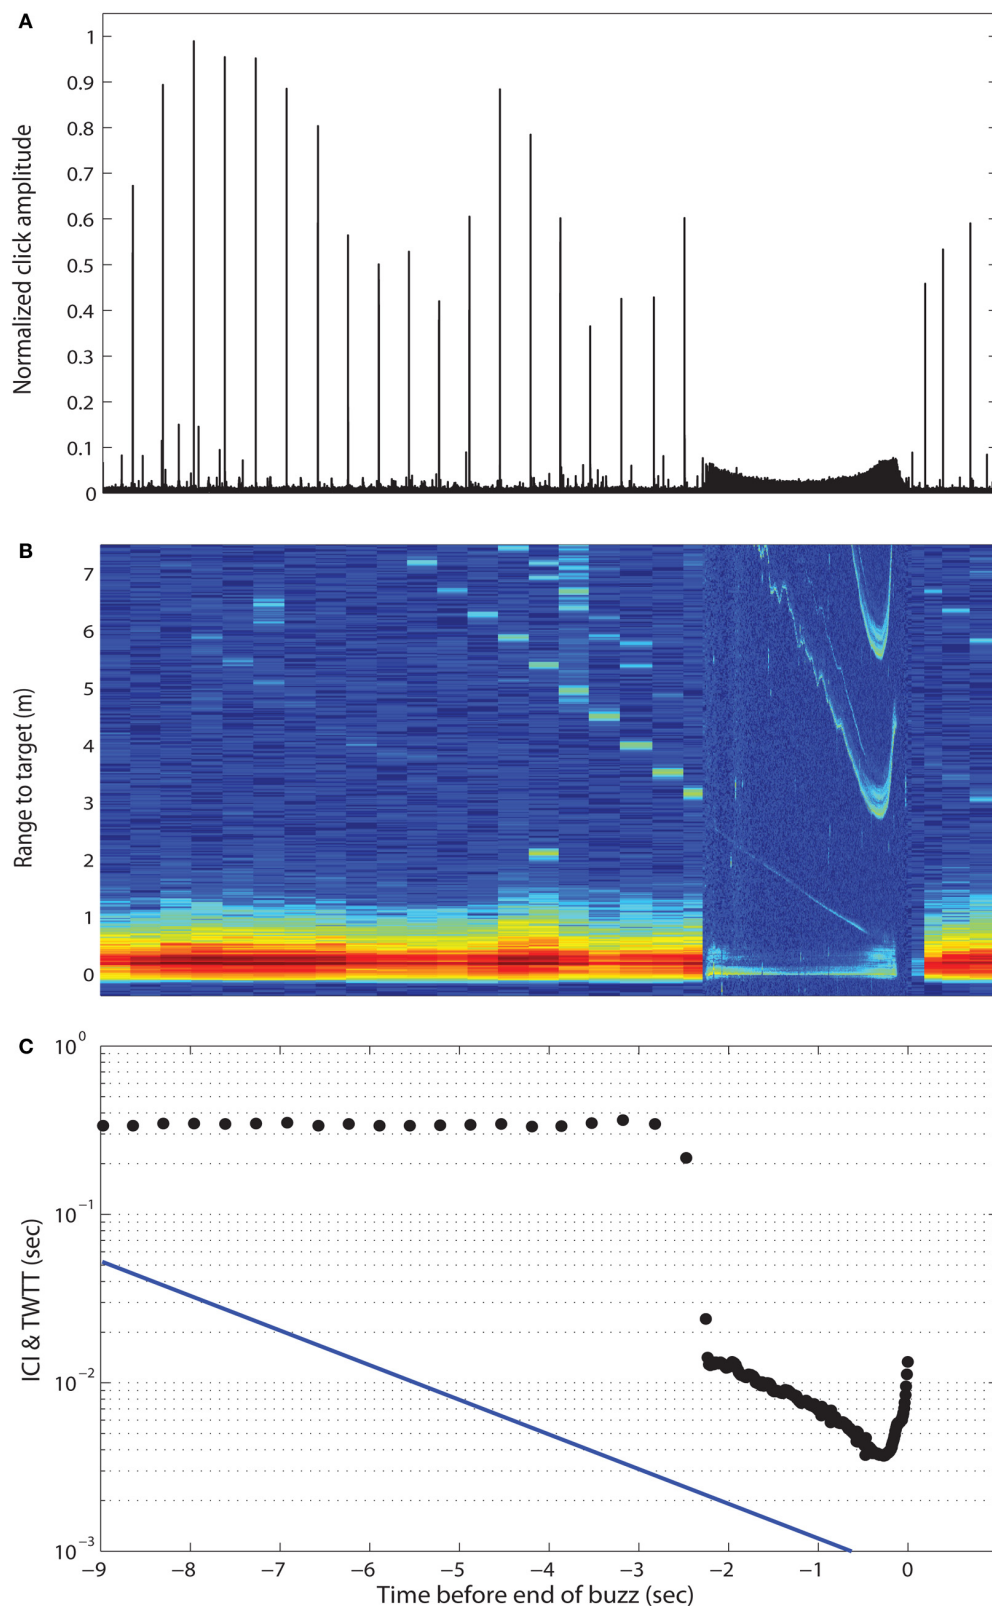 A
1
0.9
0.8
0.7
0.6
0.5
0.4
0.3
0.2
0.1
0
Normalized click amplitude
B
7
6
5
4
3
2
1
0
Range to target (m)
C
10⁰
10⁻¹
10⁻²
10⁻³
ICI & TWTT (sec)
−9 −8 −7 −6 −5 −4 −3 −2 −1 0
Time before end of buzz (sec)